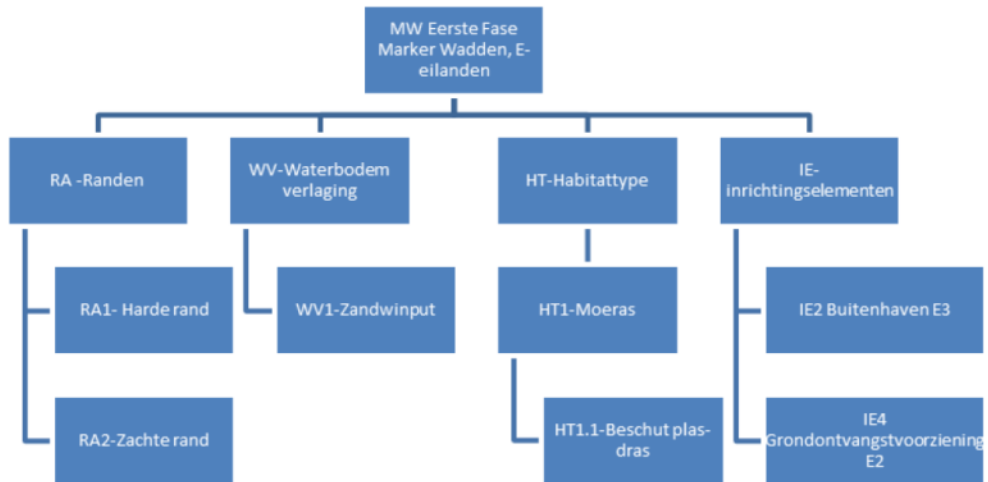 MW Eerste Fase
Marker Wadden, E-
eilanden
RA -Randen
WV-Waterbodem
verlaging
HT-Habitattype
IE-
inrichtingselementen
RA1- Harde rand
WV1-Zandwinput
HT1-Moeras
IE2 Buitenhaven E3
RA2-Zachte rand
HT1.1-Beschut plas-
dras
IE4
Grondontvangstvoorziening
E2